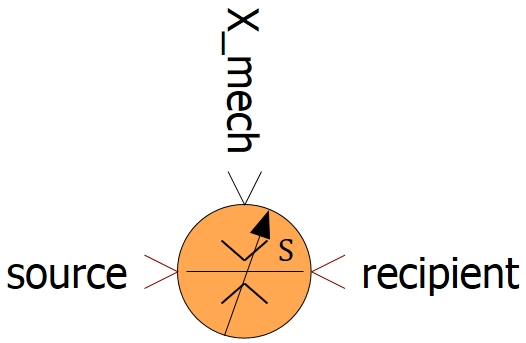 X_mech
S
source
recipient